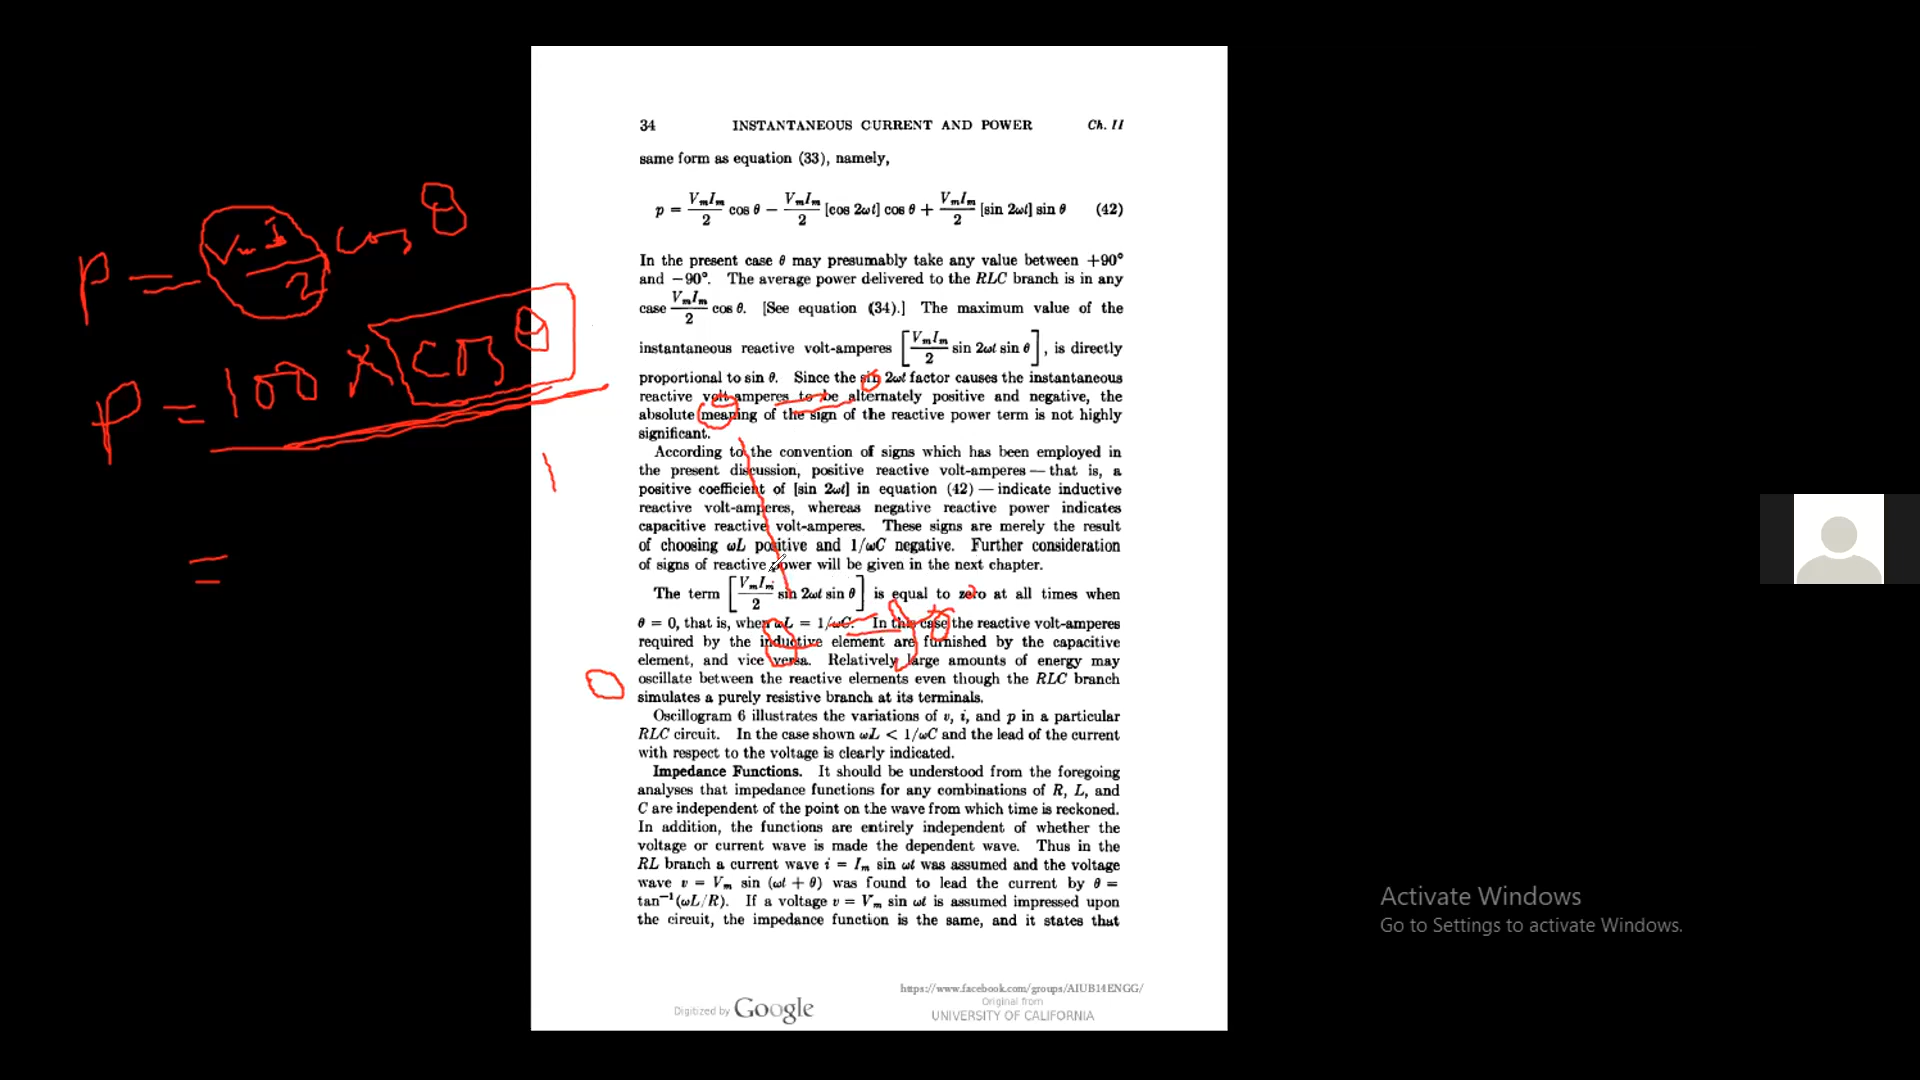 34 INSTANTANEOUS CURRENT AND POWER Ch. II
same form as equation (33), namely,
p = VmIm/2 cos θ − VmIm/2 [cos 2ωt] cos θ + VmIm/2 [sin 2ωt] sin θ (42)
In the present case θ may presumably take any value between +90°
and −90°. The average power delivered to the RLC branch is in any
case VmIm/2 cos θ. [See equation (34).] The maximum value of the
instantaneous reactive volt-amperes [VmIm/2 sin 2ωt sin θ], is directly
proportional to sin θ. Since the sin 2ωt factor causes the instantaneous
reactive volt-amperes to be alternately positive and negative, the
absolute meaning of the sign of the reactive power term is not highly
significant.
According to the convention of signs which has been employed in
the present discussion, positive reactive volt-amperes — that is, a
positive coefficient of [sin 2ωt] in equation (42) — indicate inductive
reactive volt-amperes, whereas negative reactive power indicates
capacitive reactive volt-amperes. These signs are merely the result
of choosing ωL positive and 1/ωC negative. Further consideration
of signs of reactive power will be given in the next chapter.
The term [VmIm/2 sin 2ωt sin θ] is equal to zero at all times when
θ = 0, that is, when ωL = 1/ωC. In this case the reactive volt-amperes
required by the inductive element are furnished by the capacitive
element, and vice versa. Relatively large amounts of energy may
oscillate between the reactive elements even though the RLC branch
simulates a purely resistive branch at its terminals.
Oscillogram 6 illustrates the variations of v, i, and p in a particular
RLC circuit. In the case shown ωL < 1/ωC and the lead of the current
with respect to the voltage is clearly indicated.
Impedance Functions. It should be understood from the foregoing
analyses that impedance functions for any combinations of R, L, and
C are independent of the point on the wave from which time is reckoned.
In addition, the functions are entirely independent of whether the
voltage or current wave is made the dependent wave. Thus in the
RL branch a current wave i = Im sin ωt was assumed and the voltage
wave v = Vm sin (ωt + θ) was found to lead the current by θ =
tan⁻¹(ωL/R). If a voltage v = Vm sin ωt is assumed impressed upon
the circuit, the impedance function is the same, and it states that
https://www.facebook.com/groups/AIUB14ENGG/
Digitized by Google
Original from
UNIVERSITY OF CALIFORNIA
P = VmI/2 cos θ
P = 100 × cos θ
=
Activate Windows
Go to Settings to activate Windows.